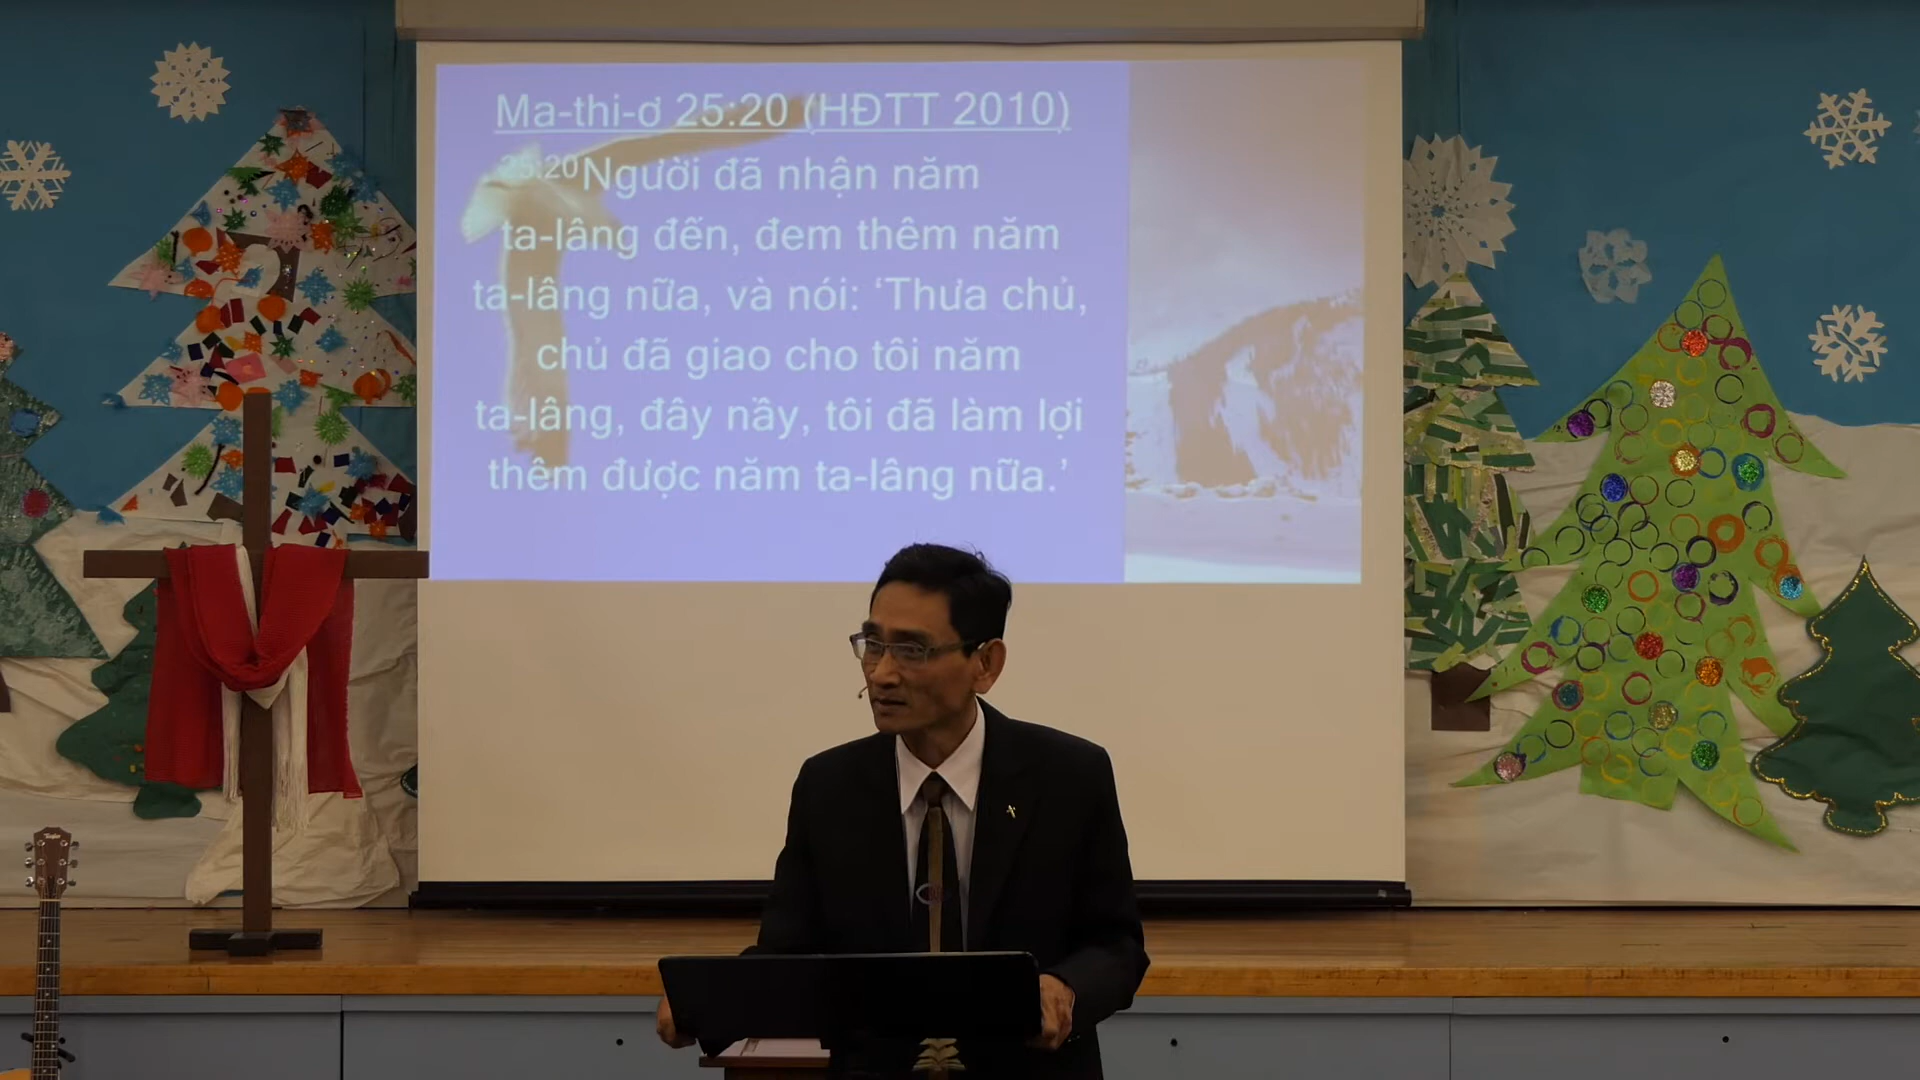 Ma-thi-ơ 25:20 (HĐTT 2010)
25:20Người đã nhận năm
ta-lâng đến, đem thêm năm
ta-lâng nữa, và nói: ‘Thưa chủ,
chủ đã giao cho tôi năm
ta-lâng, đây nầy, tôi đã làm lợi
thêm được năm ta-lâng nữa.’
Taylor